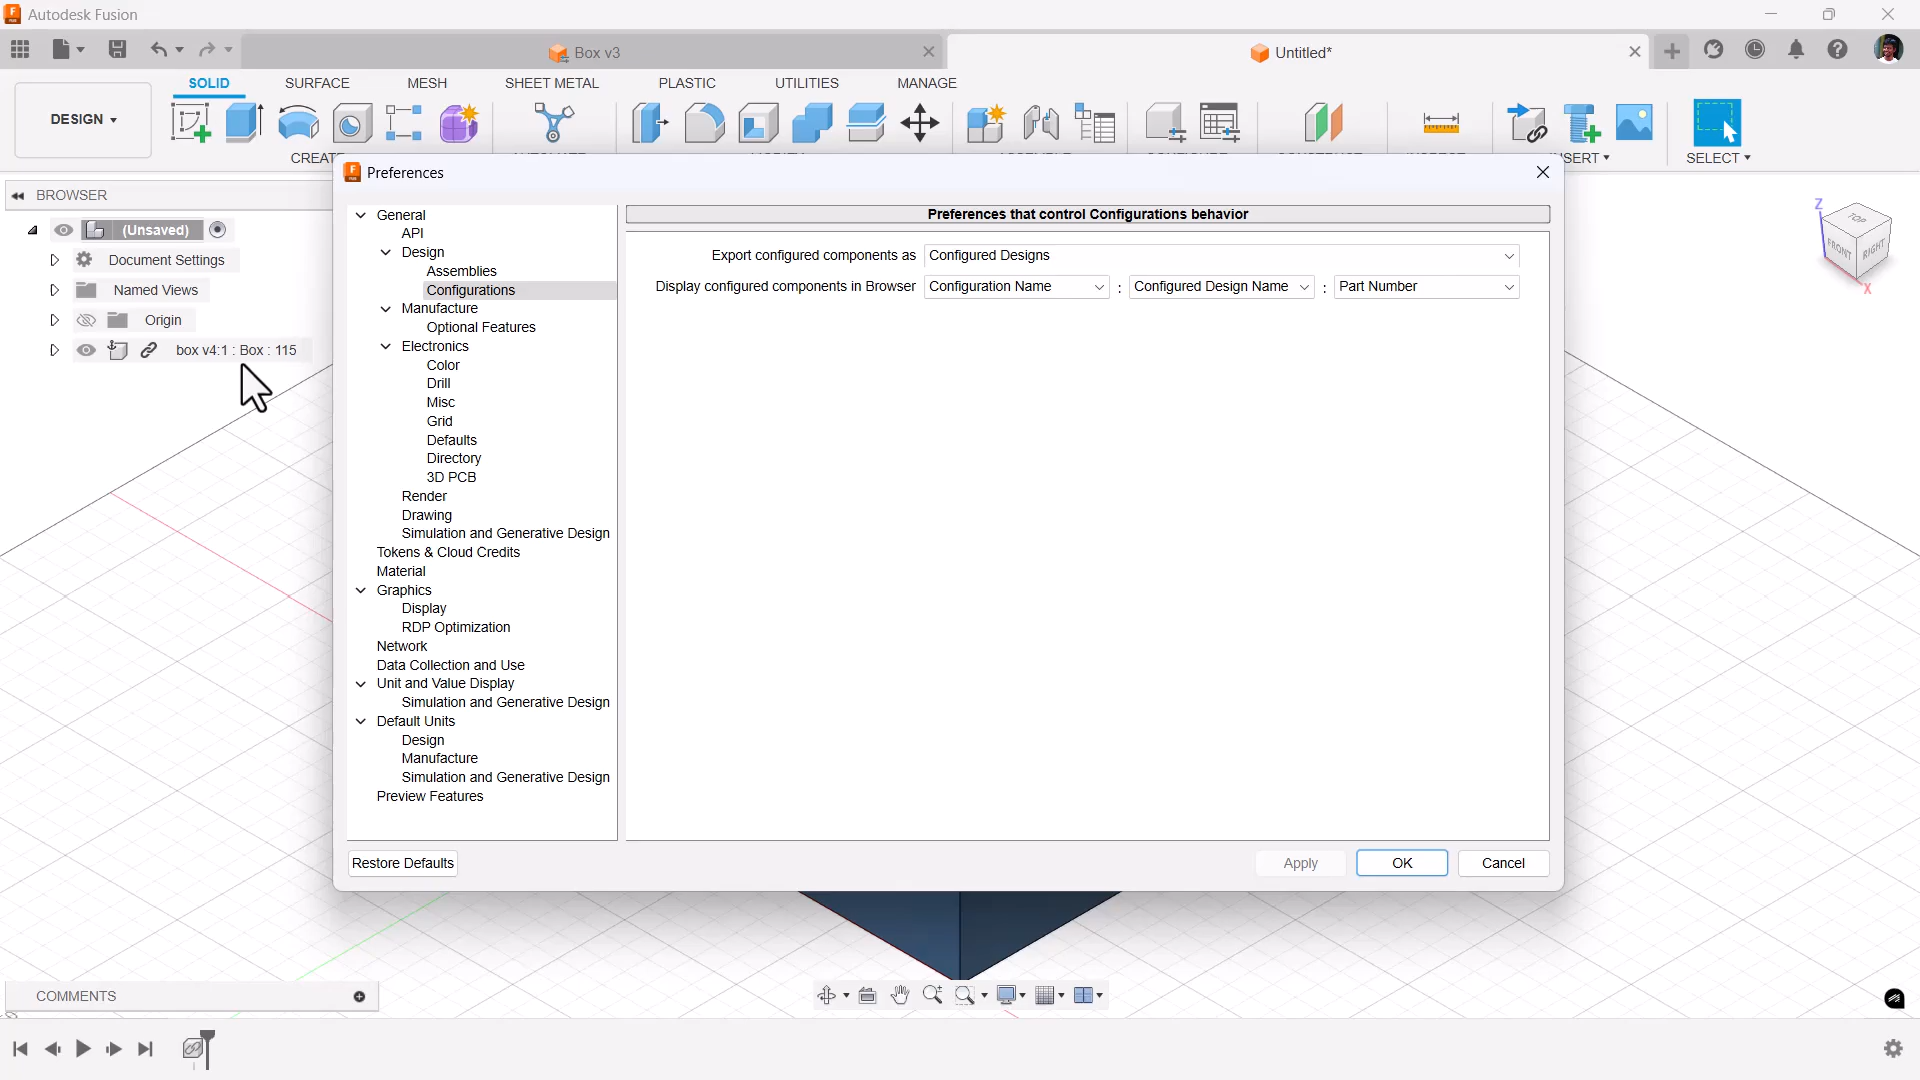 Autodesk Fusion
Box v3
Untitled*
SOLID
SURFACE
MESH
SHEET METAL
PLASTIC
UTILITIES
MANAGE
DESIGN
CREATE
SELECT
BROWSER
(Unsaved)
Document Settings
Named Views
Origin
box v4:1 : Box : 115
Preferences
General
API
Design
Assemblies
Configurations
Manufacture
Optional Features
Electronics
Color
Drill
Misc
Grid
Defaults
Directory
3D PCB
Render
Drawing
Simulation and Generative Design
Tokens & Cloud Credits
Material
Graphics
Display
RDP Optimization
Network
Data Collection and Use
Unit and Value Display
Simulation and Generative Design
Default Units
Design
Manufacture
Simulation and Generative Design
Preview Features
Preferences that control Configurations behavior
Export configured components as Configured Designs
Display configured components in Browser Configuration Name : Configured Design Name : Part Number
Restore Defaults
Apply
OK
Cancel
Z
TOP
FRONT
RIGHT
X
COMMENTS